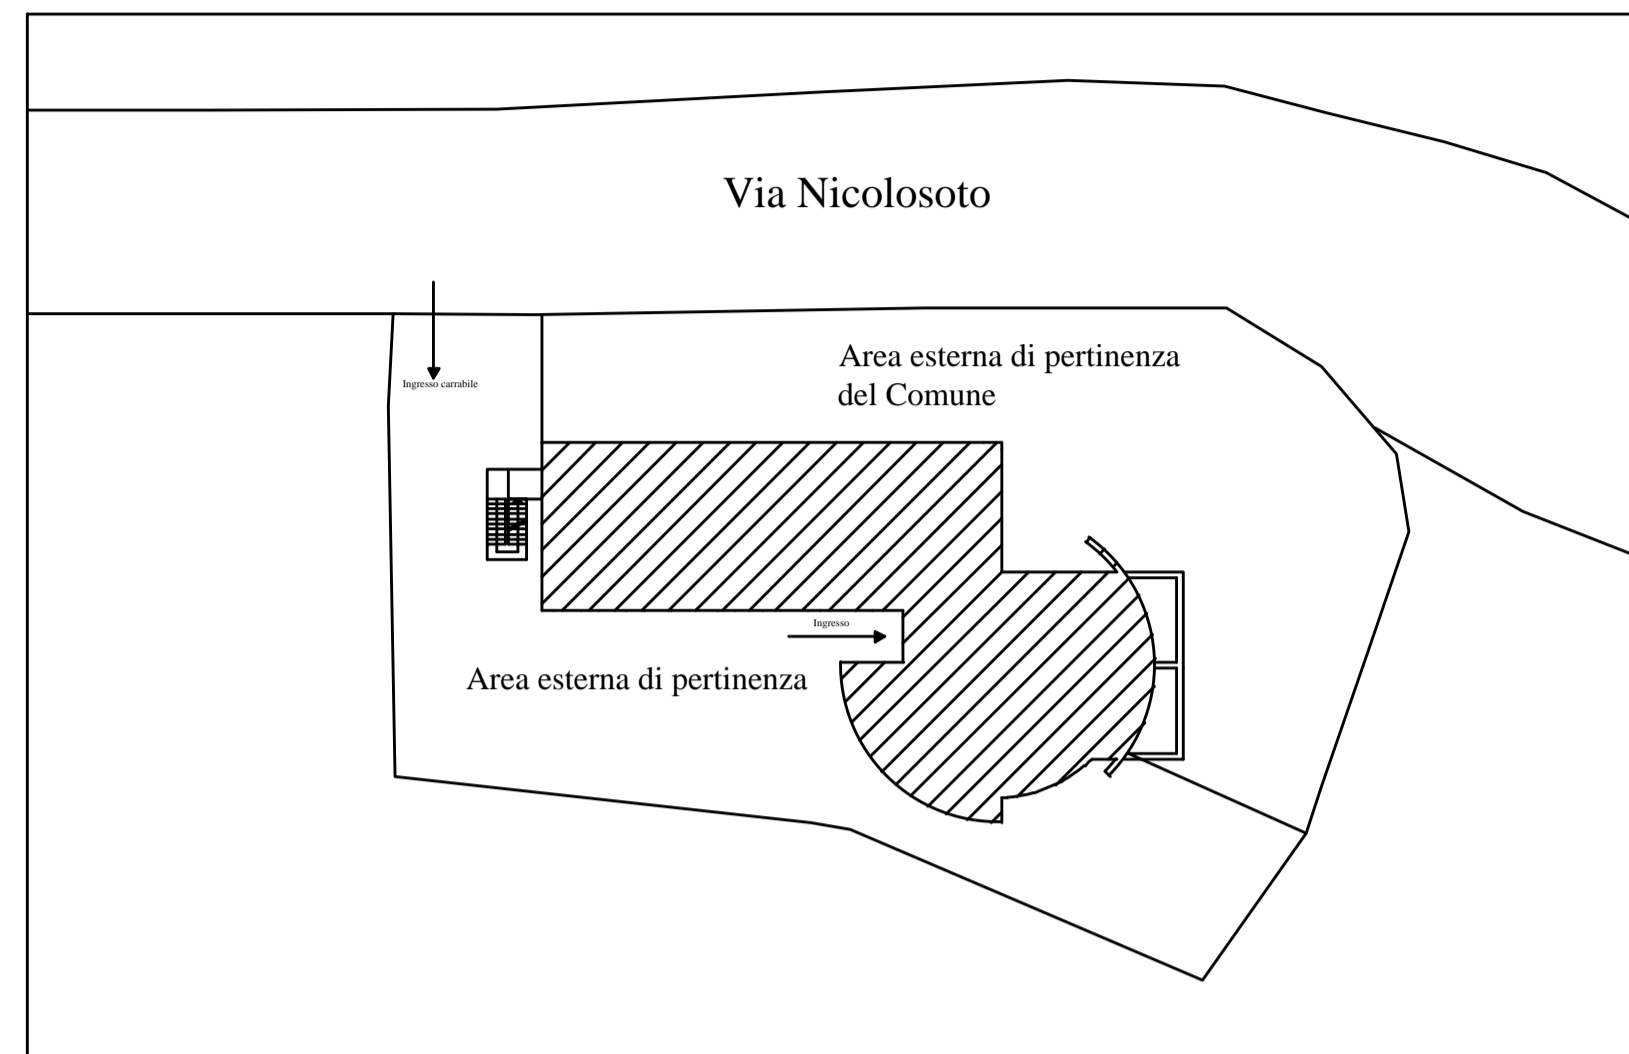 Via Nicolosoto
Area esterna di pertinenza
del Comune
Ingresso carrabile
Ingresso
Area esterna di pertinenza